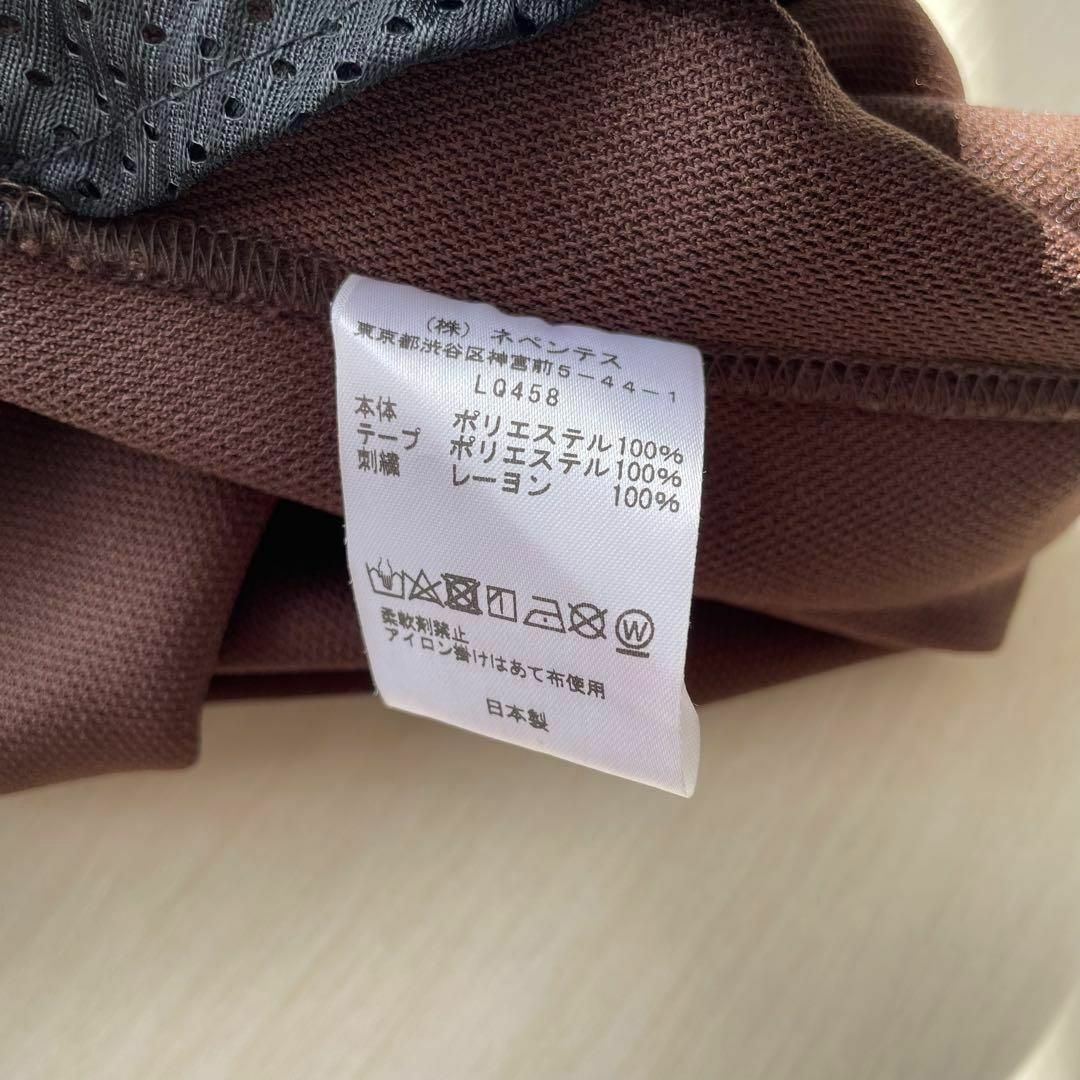 (株) ネペンテス
東京都渋谷区神宮前5-44-1
LQ458
本体 ポリエステル100%
テープ ポリエステル100%
刺繍 レーヨン 100%
W
柔軟剤禁止
アイロン掛けはあて布使用
日本製